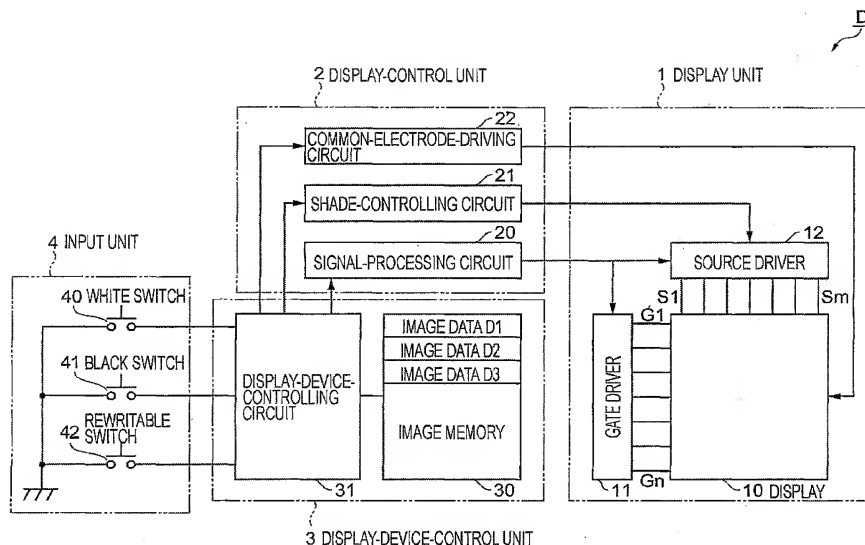 D
2 DISPLAY-CONTROL UNIT
1 DISPLAY UNIT
22
COMMON-ELECTRODE-DRIVING
CIRCUIT
21
SHADE-CONTROLLING CIRCUIT
4 INPUT UNIT
20
SIGNAL-PROCESSING CIRCUIT
12
SOURCE DRIVER
40 WHITE SWITCH
S1
Sm
G1
IMAGE DATA D1
IMAGE DATA D2
IMAGE DATA D3
41 BLACK SWITCH
DISPLAY-DEVICE-
CONTROLLING
CIRCUIT
GATE DRIVER
REWRITABLE
SWITCH
42
IMAGE MEMORY
31
30
11
Gn
10 DISPLAY
3 DISPLAY-DEVICE-CONTROL UNIT